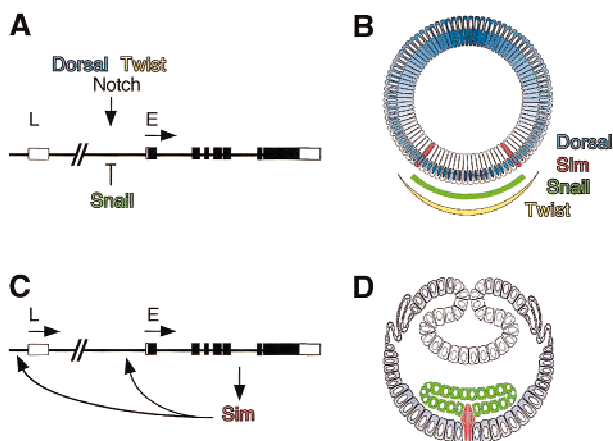 A
Dorsal Twist
Notch
L
E
Snail
B
Dorsal
Sim
Snail
Twist
C
L
E
Sim
D